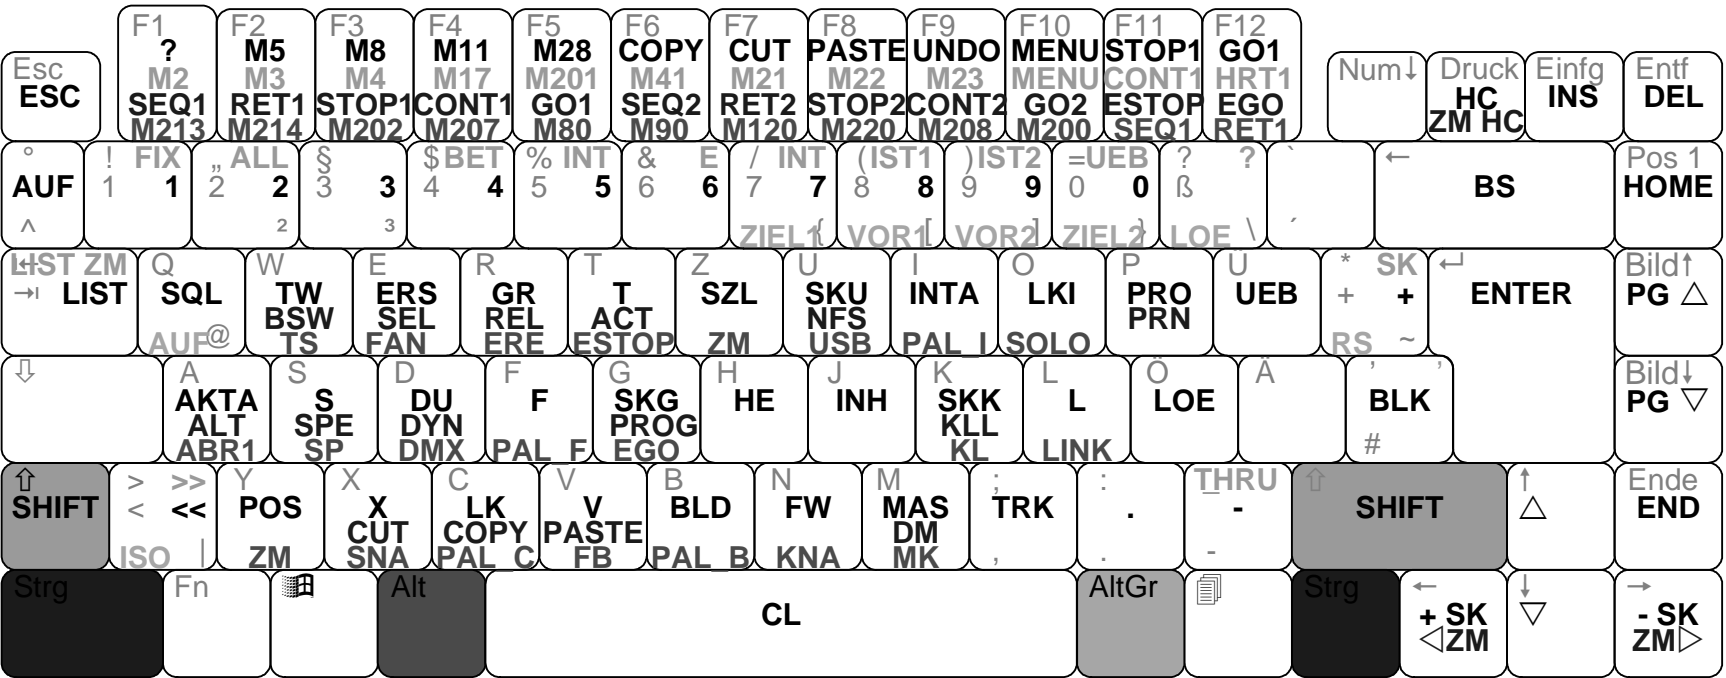 F1 F2 F3 F4 F5 F6 F7 F8 F9 F10 F11 F12
? M5 M8 M11 M28 COPY CUT PASTE UNDO MENU STOP1 GO1
Esc M2 M3 M4 M17 M201 M41 M21 M22 M23 MENU CONT1 HRT1 Num↓ Druck Einfg Entf
ESC SEQ1 RET1 STOP1 CONT1 GO1 SEQ2 RET2 STOP2 CONT2 GO2 ESTOP EGO HC INS DEL
M213 M214 M202 M207 M80 M90 M120 M220 M208 M200 SEQ1 RET1 ZM HC
° ! FIX „ ALL § $ BET % INT & E / INT ( IST1 ) IST2 = UEB ? ? ` ← Pos 1
AUF 1 1 2 2 3 3 4 4 5 5 6 6 7 7 8 8 9 9 0 0 ß BS HOME
^ ² ³ ZIEL1 { VOR1 [ VOR2 ] ZIEL2 } LOE \ ´
LIST ZM Q W E R T Z U I O P Ü * SK ↵ Bild↑
→ LIST SQL TW ERS GR T SZL SKU INTA LKI PRO UEB + + ENTER PG △
BSW SEL REL ACT NFS PRN
AUF @ TS FAN ERE ESTOP ZM USB PAL_I SOLO RS ~
⇩ A S D F G H J K L Ö Ä ' ' Bild↓
AKTA S DU F SKG HE INH SKK L LOE BLK PG ▽
ALT SPE DYN PROG KLL
ABR1 SP DMX PAL_F EGO KL LINK #
⇧ > >> Y X C V B N M ; : _ THRU ⇧ ↑ Ende
SHIFT < << POS X LK V BLD FW MAS TRK . - SHIFT △ END
CUT COPY PASTE DM
ISO | ZM SNA PAL_C FB PAL_B KNA MK , . -
Strg Fn Alt AltGr Strg ← ↓ →
CL + SK ▽ - SK
◁ZM ZM▷